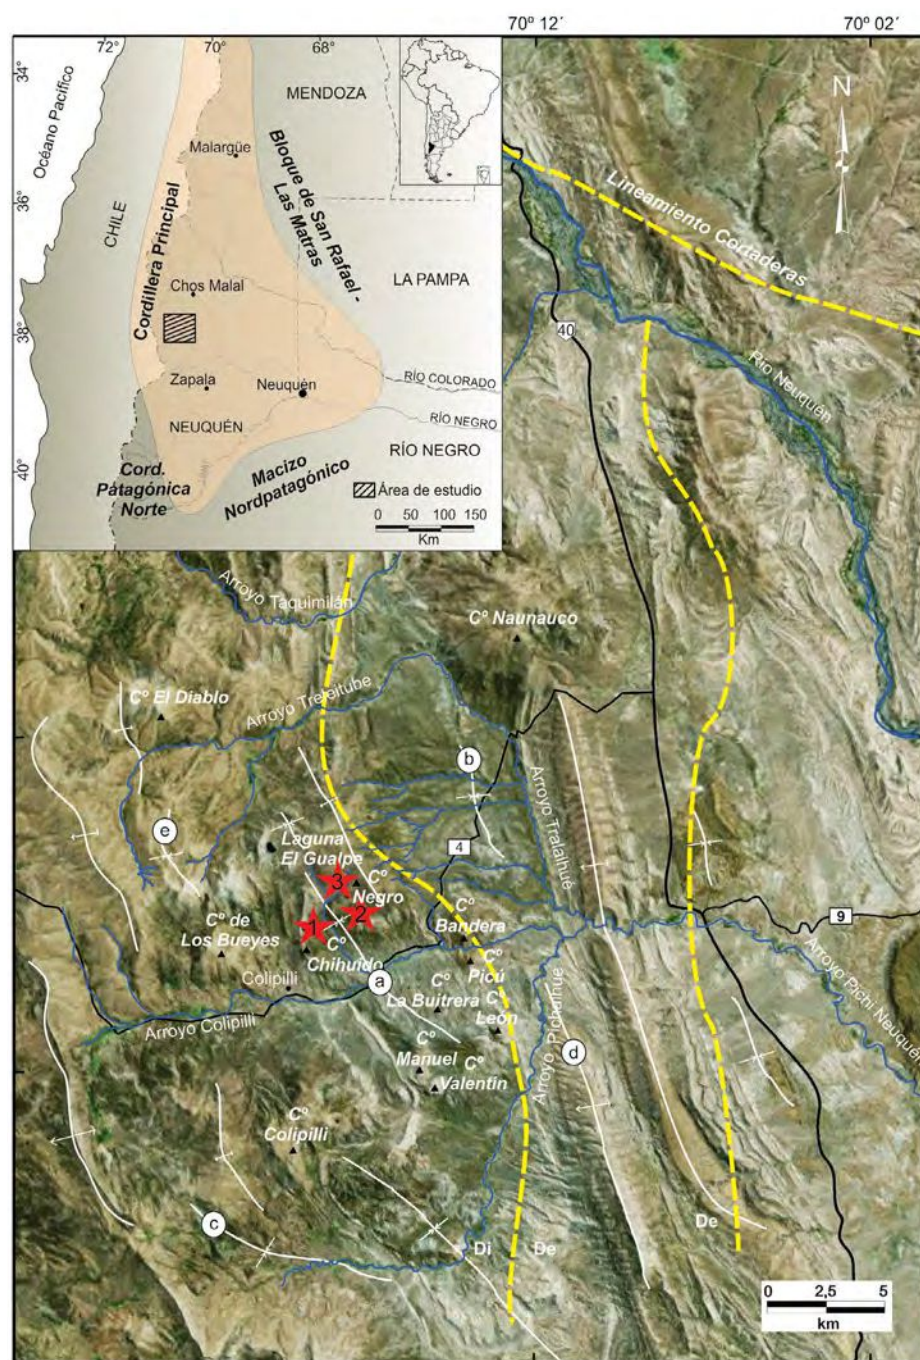 70º 12´
70º 02´
72°
70°
68°
34°
36°
38°
40°
Océano Pacífico
CHILE
MENDOZA
Malargüe
Cordillera Principal
Bloque de San Rafael -
Las Matras
LA PAMPA
Chos Malal
Zapala
Neuquén
RÍO COLORADO
NEUQUÉN
RÍO NEGRO
RÍO NEGRO
Cord.
Patagónica
Norte
Macizo
Nordpatagónico
Área de estudio
0 50 100 150
Km
N
Lineamiento Cortaderas
40
Río Neuquén
Arroyo Taquimilán
Cº Naunauco
Cº El Diablo
Arroyo Trelaitube
b
Arroyo Tralalhué
e
Laguna
El Gualpe
4
3
Cº
Negro
Cº
Bandera
9
1
2
Cº de
Los Bueyes
Cº
Chihuido
Cº
Picú
Colipilli
a
Cº
La Buitrera
Cº
León
Arroyo Pichi Neuquén
Arroyo Colipilli
Arroyo Pichaihue
d
Cº
Manuel
Cº
Valentín
Cº
Colipilli
c
Di
De
De
0 2,5 5
km